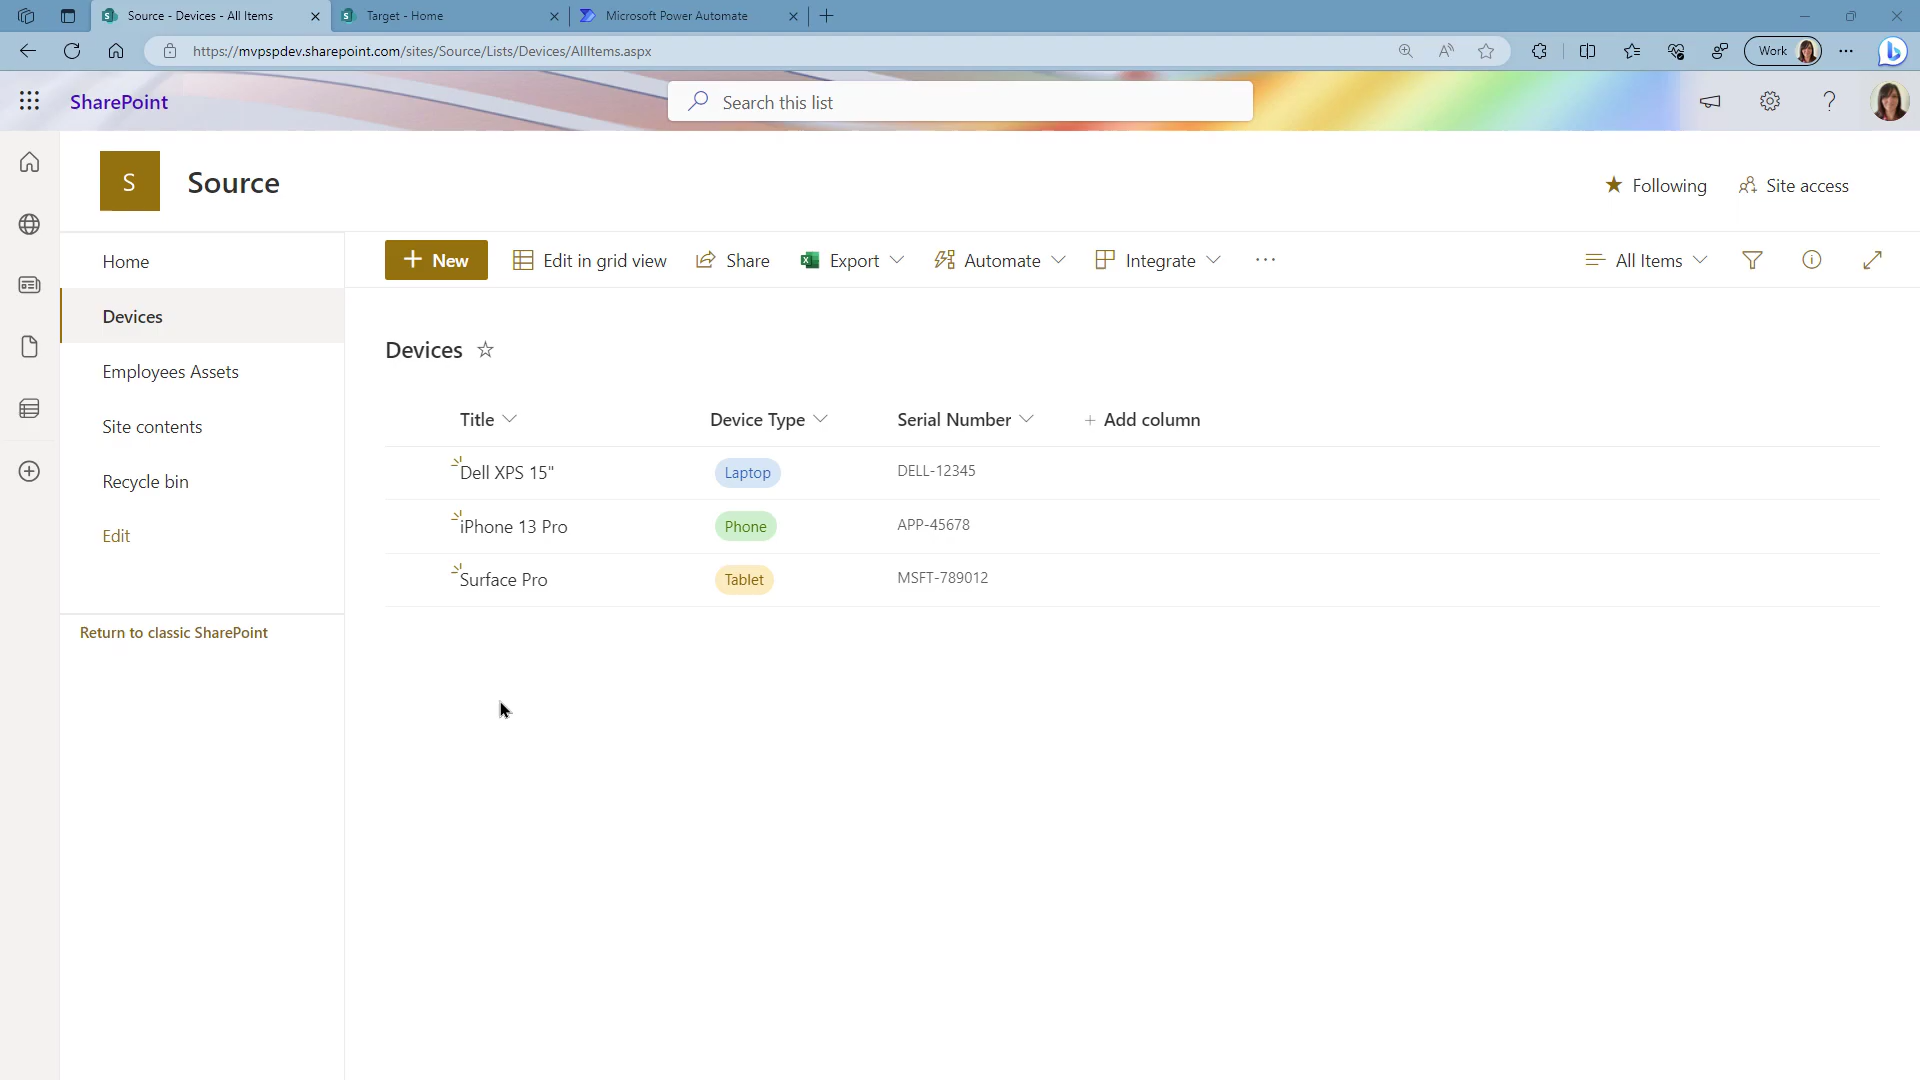 Source - Devices - All Items
Target - Home
Microsoft Power Automate
https://mvpspdev.sharepoint.com/sites/Source/Lists/Devices/AllItems.aspx
Work
SharePoint
Search this list
S
Source
Following
Site access
Home
Devices
Employees Assets
Site contents
Recycle bin
Edit
Return to classic SharePoint
+ New
Edit in grid view
Share
Export
Automate
Integrate
All Items
Devices
Title
Device Type
Serial Number
+ Add column
Dell XPS 15" Laptop DELL-12345
iPhone 13 Pro Phone APP-45678
Surface Pro Tablet MSFT-789012